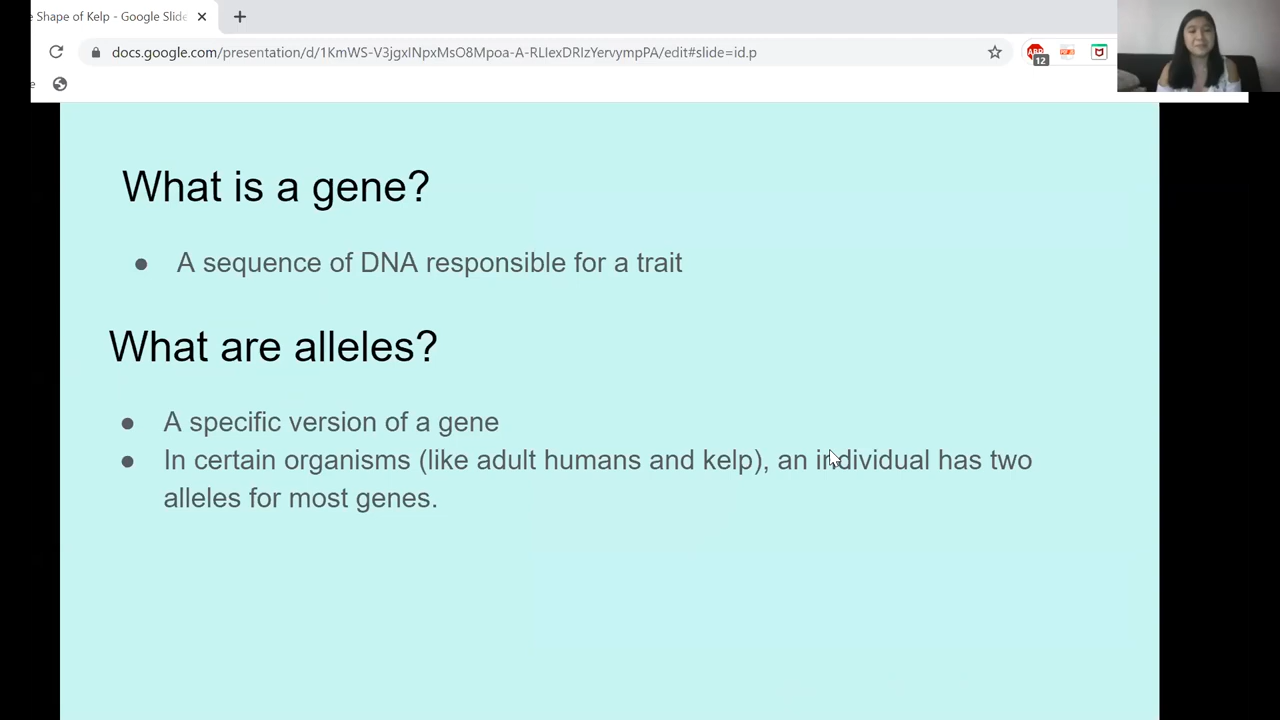 e Shape of Kelp - Google Slide
docs.google.com/presentation/d/1KmWS-V3jgxINpxMsO8Mpoa-A-RLIexDRIzYervympPA/edit#slide=id.p
12
e
What is a gene?
● A sequence of DNA responsible for a trait
What are alleles?
● A specific version of a gene
● In certain organisms (like adult humans and kelp), an individual has two
alleles for most genes.